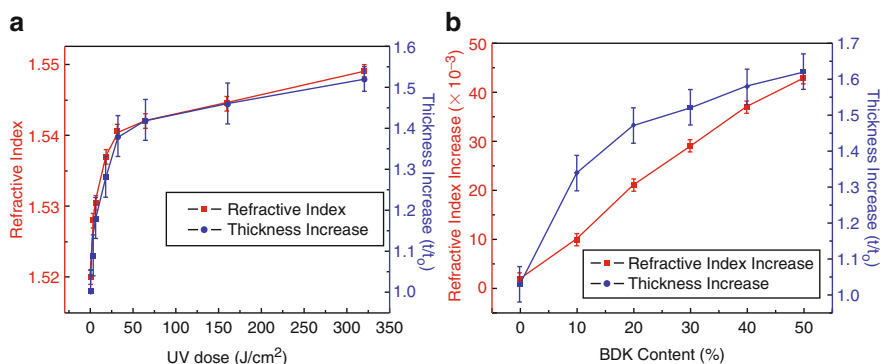 a
Refractive Index
1.55
1.54
1.53
1.52
1.6
1.5
1.4
1.3
1.2
1.1
1.0
Thickness Increase (t/t₀)
Refractive Index
Thickness Increase
0 50 100 150 200 250 300 350
UV dose (J/cm²)
b
Refractive Index Increase (× 10⁻³)
50
40
30
20
10
0
1.7
1.6
1.5
1.4
1.3
1.2
1.1
1.0
Thickness Increase (t/t₀)
Refractive Index Increase
Thickness Increase
0 10 20 30 40 50
BDK Content (%)